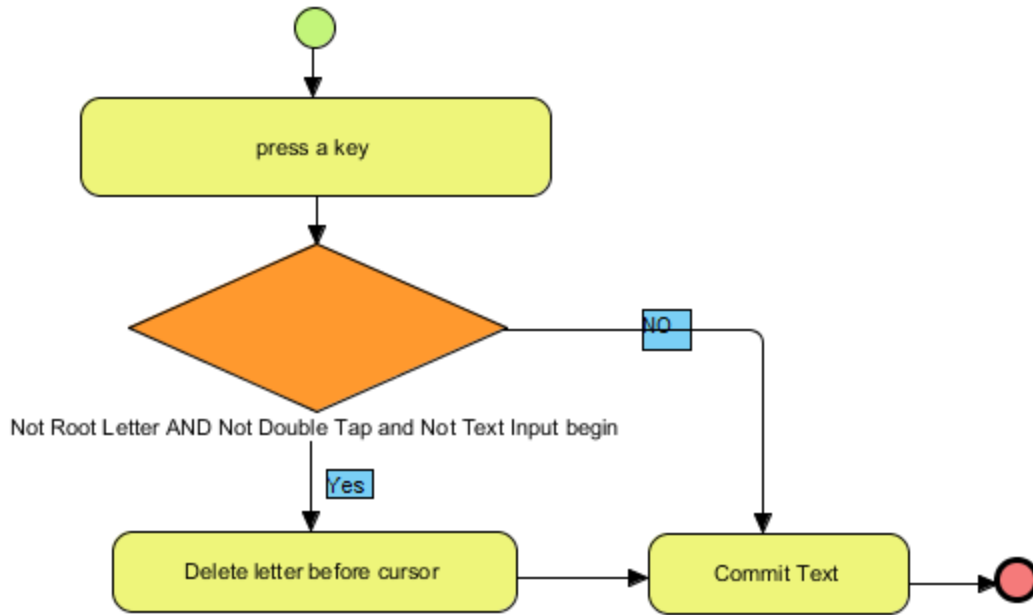 press a key
NO
Not Root Letter AND Not Double Tap and Not Text Input begin
Yes
Delete letter before cursor
Commit Text